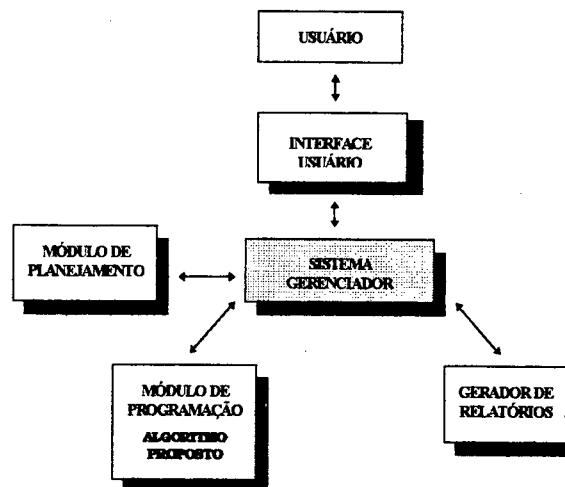 USUÁRIO
INTERFACE
USUÁRIO
MÓDULO DE
PLANEJAMENTO
SISTEMA
GERENCIADOR
MÓDULO DE
PROGRAMAÇÃO
ALGORITMO
PROPOSTO
GERADOR DE
RELATÓRIOS